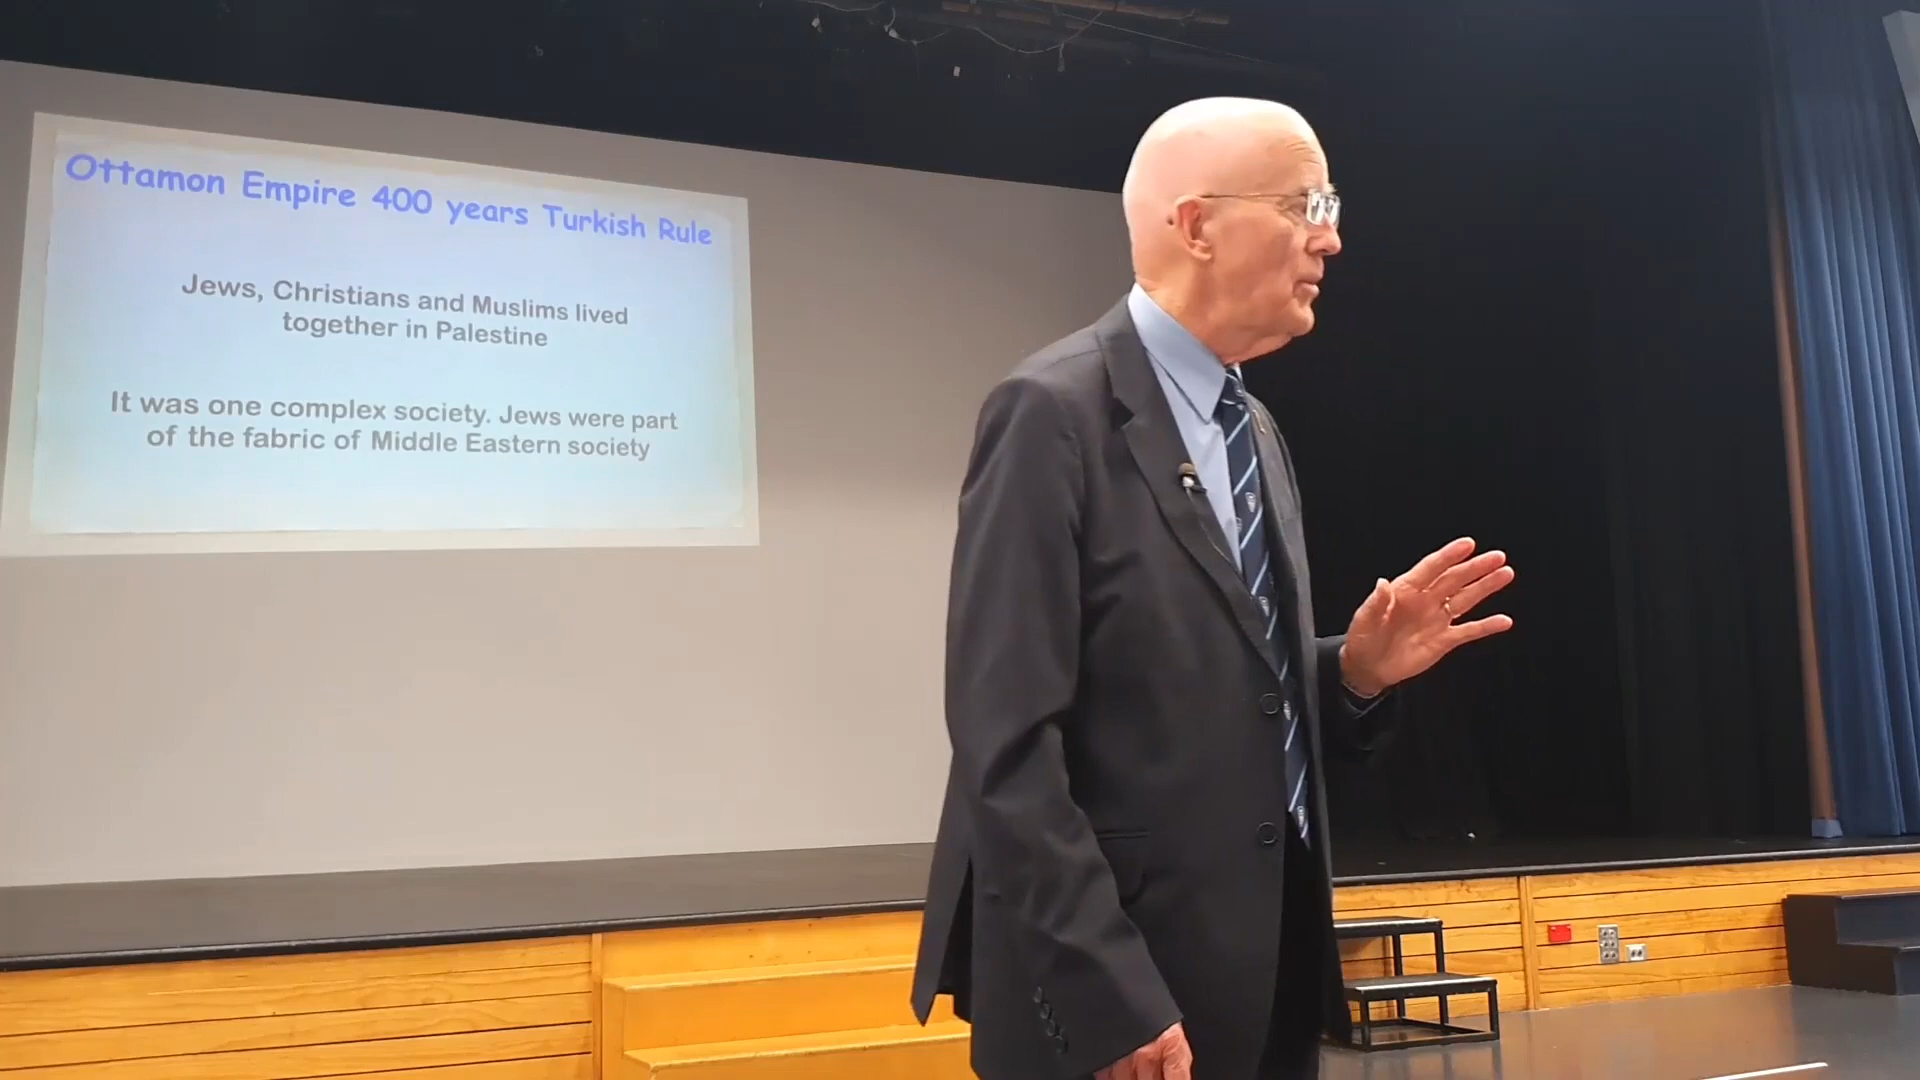 Ottamon Empire 400 years Turkish Rule
Jews, Christians and Muslims lived
together in Palestine
It was one complex society. Jews were part
of the fabric of Middle Eastern society